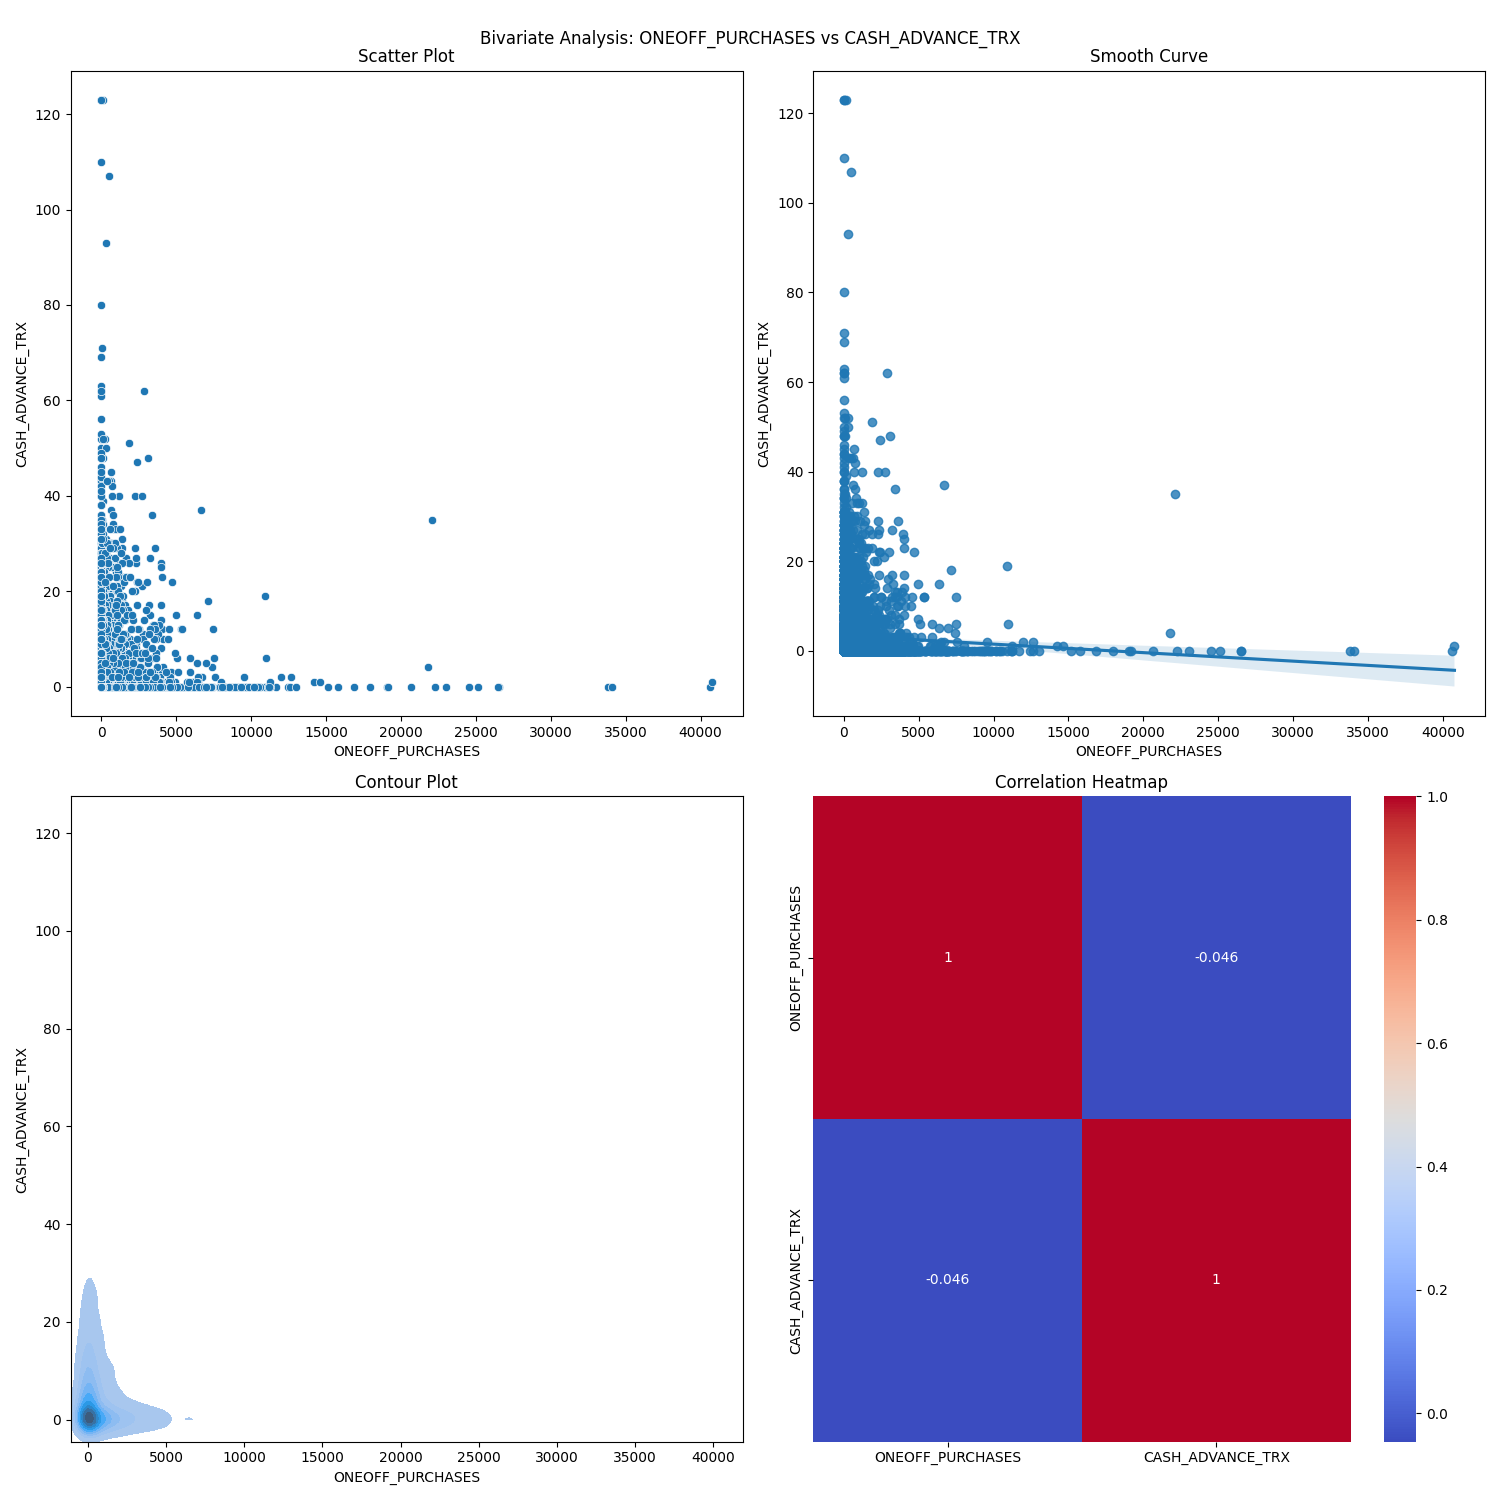 Bivariate Analysis: ONEOFF_PURCHASES vs CASH_ADVANCE_TRX
Scatter Plot
120
100
80
60
40
20
0
CASH_ADVANCE_TRX
0 5000 10000 15000 20000 25000 30000 35000 40000
ONEOFF_PURCHASES
Smooth Curve
120
100
80
60
40
20
0
CASH_ADVANCE_TRX
0 5000 10000 15000 20000 25000 30000 35000 40000
ONEOFF_PURCHASES
Contour Plot
120
100
80
60
40
20
0
CASH_ADVANCE_TRX
0 5000 10000 15000 20000 25000 30000 35000 40000
ONEOFF_PURCHASES
Correlation Heatmap
ONEOFF_PURCHASES
1 -0.046
CASH_ADVANCE_TRX
-0.046 1
ONEOFF_PURCHASES CASH_ADVANCE_TRX
1.0
0.8
0.6
0.4
0.2
0.0